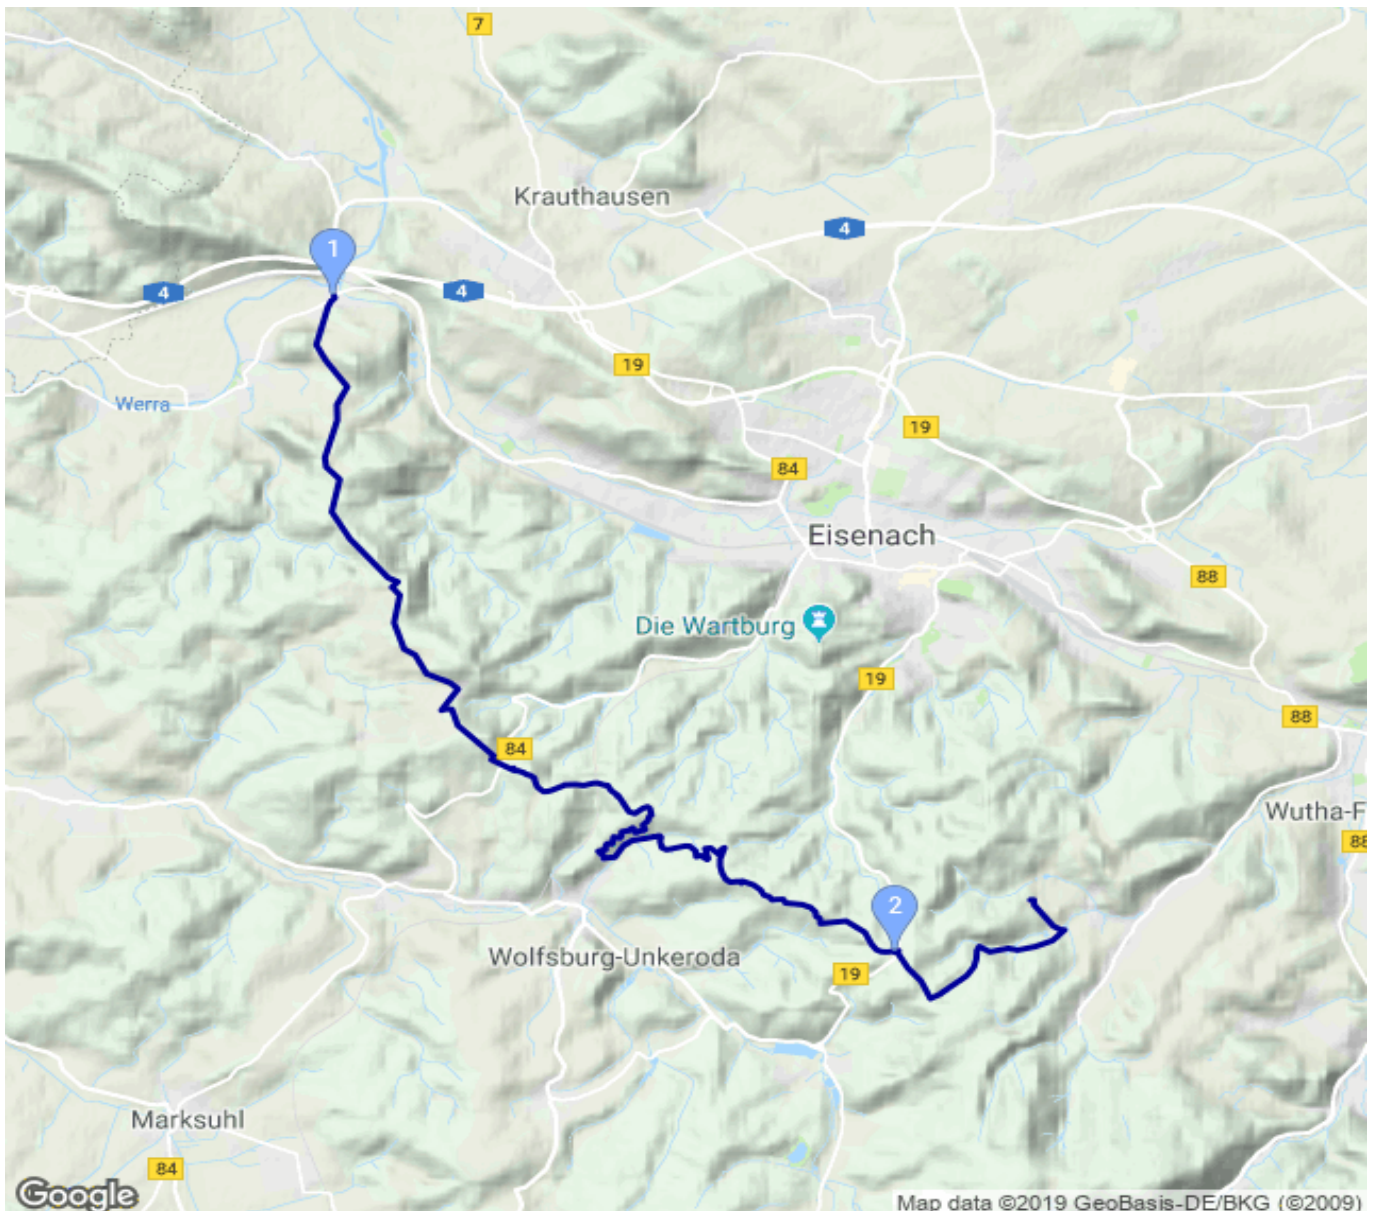 7
Krauthausen
4
1
4
4
19
Werra
19
84
Eisenach
88
Die Wartburg
19
88
84
Wutha-F
88
2
Wolfsburg-Unkeroda
19
Marksuhl
84
Google
Map data ©2019 GeoBasis-DE/BKG (©2009)